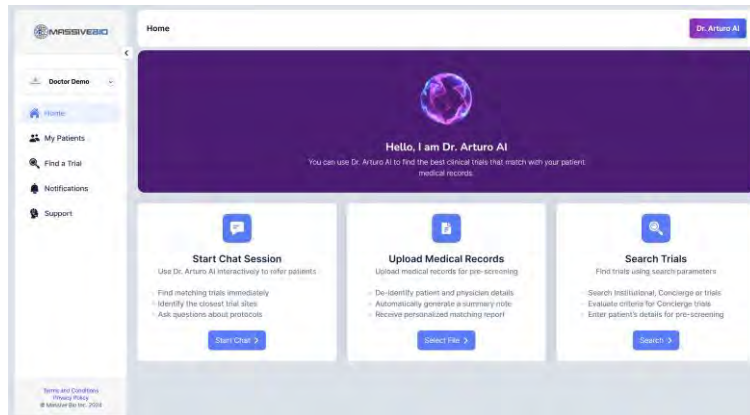 MASSIVEBIO
Home
Dr. Arturo AI
Doctor Demo
Home
My Patients
Find a Trial
Notifications
Support
Hello, I am Dr. Arturo AI
You can use Dr. Arturo AI to find the best clinical trials that match with your patient
medical records.
Start Chat Session
Use Dr. Arturo AI interactively to refer patients
Find matching trials immediately
Identify the closest trial sites
Ask questions about protocols
Start Chat >
Upload Medical Records
Upload medical records for pre-screening
De-identify patient and physician details
Automatically generate a summary note
Receive personalized matching report
Select File >
Search Trials
Find trials using search parameters
Search Institutional, Concierge or trials
Evaluate criteria for Concierge trials
Enter patient's details for pre-screening
Search >
Terms and Conditions
Privacy Policy
© Massive Bio Inc. 2024